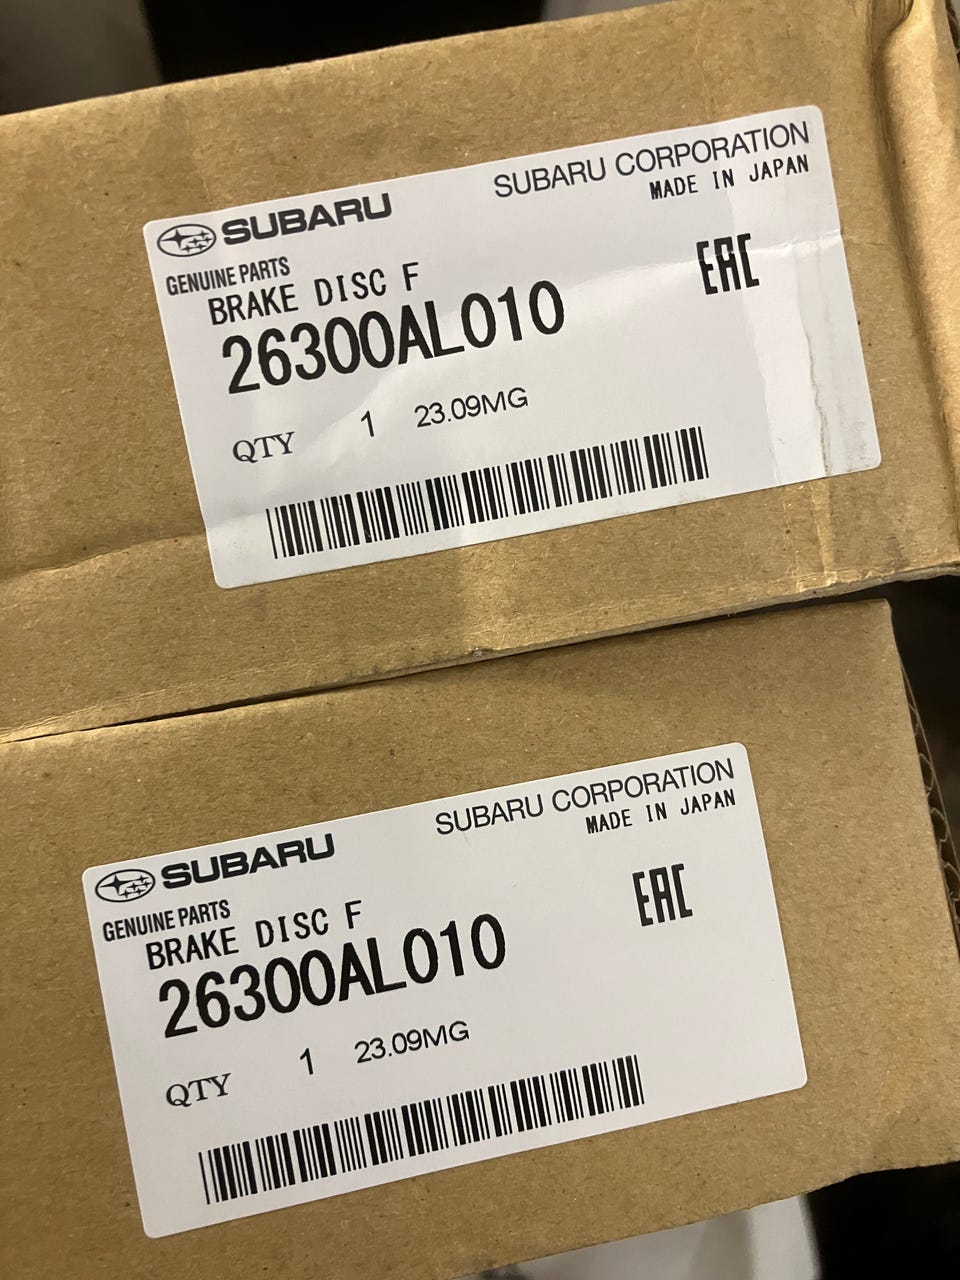 SUBARU CORPORATION
MADE IN JAPAN
SUBARU
GENUINE PARTS
EAC
BRAKE DISC F
26300AL010
QTY 1 23.09MG
SUBARU CORPORATION
MADE IN JAPAN
SUBARU
GENUINE PARTS
EAC
BRAKE DISC F
26300AL010
QTY 1 23.09MG